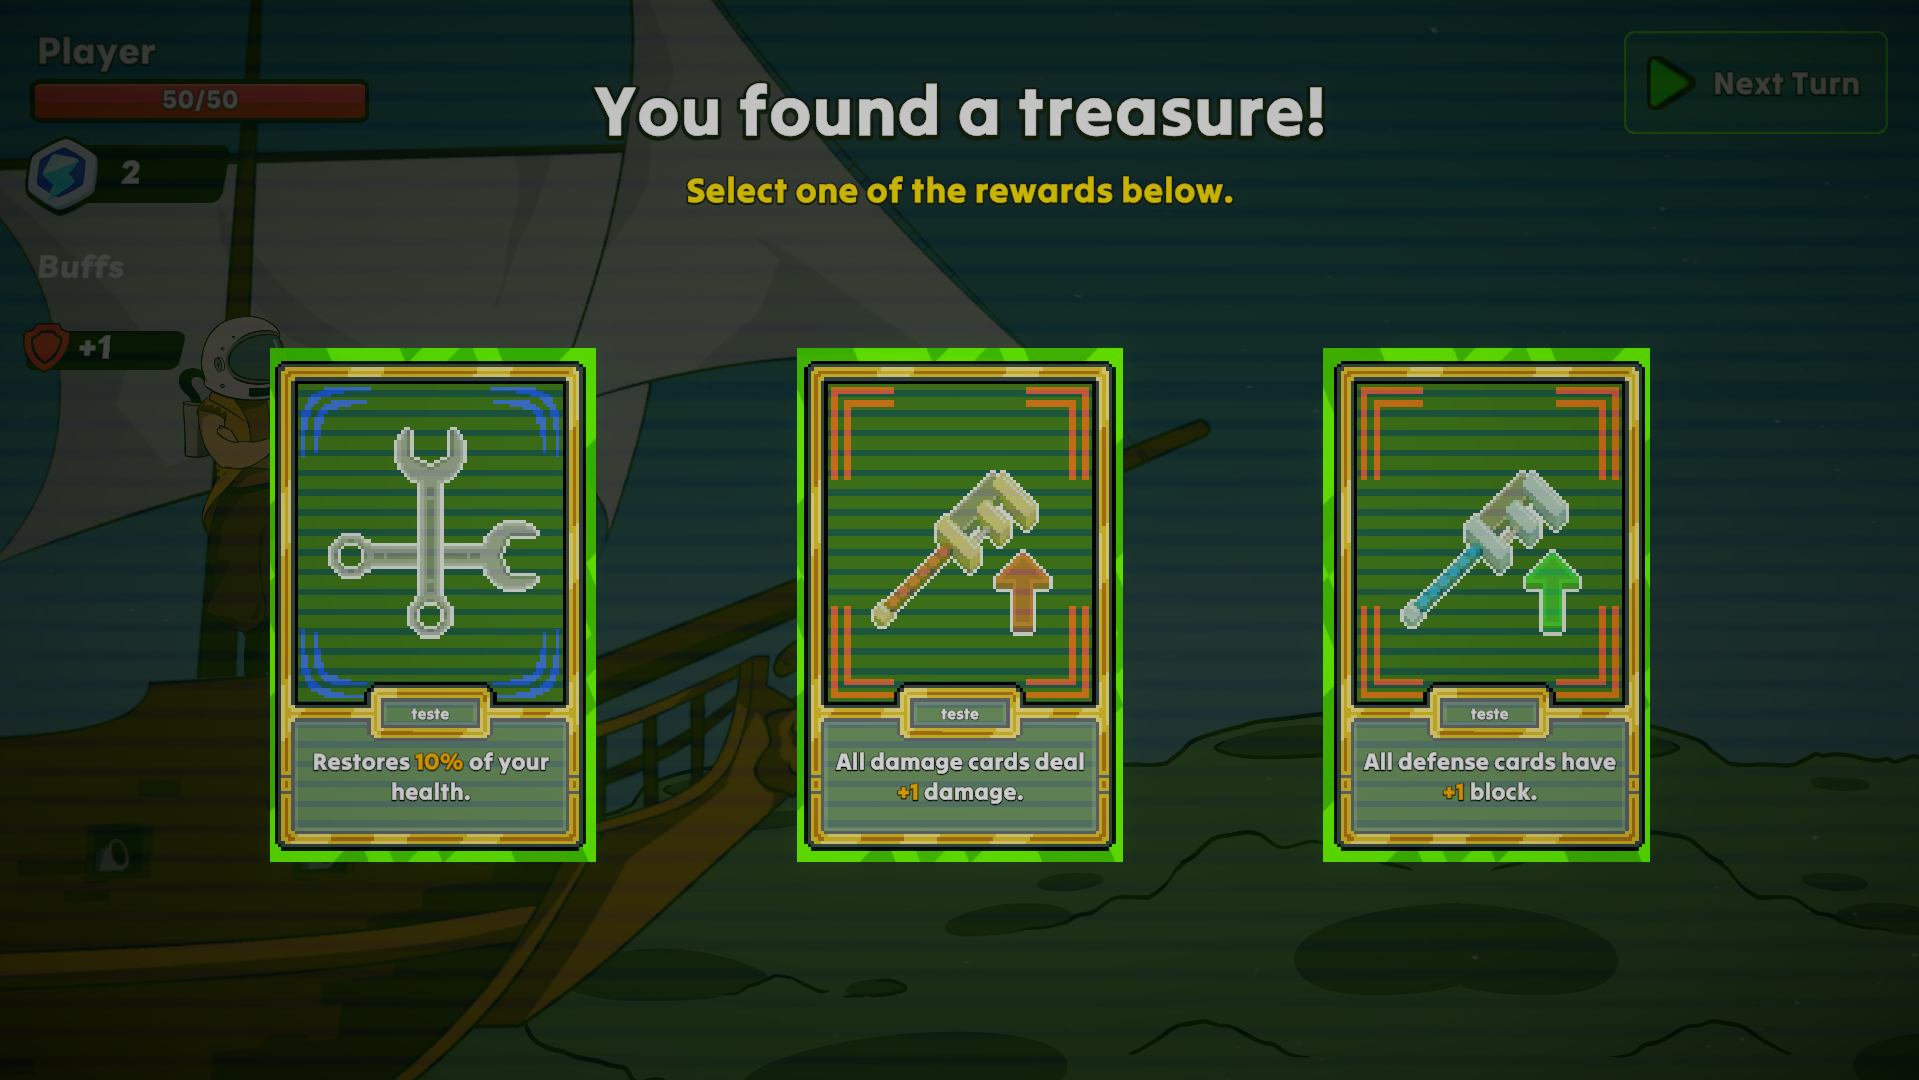 Player
50/50
2
Buffs
+1
Next Turn
You found a treasure!
Select one of the rewards below.
teste
Restores 10% of your
health.
teste
All damage cards deal
+1 damage.
teste
All defense cards have
+1 block.